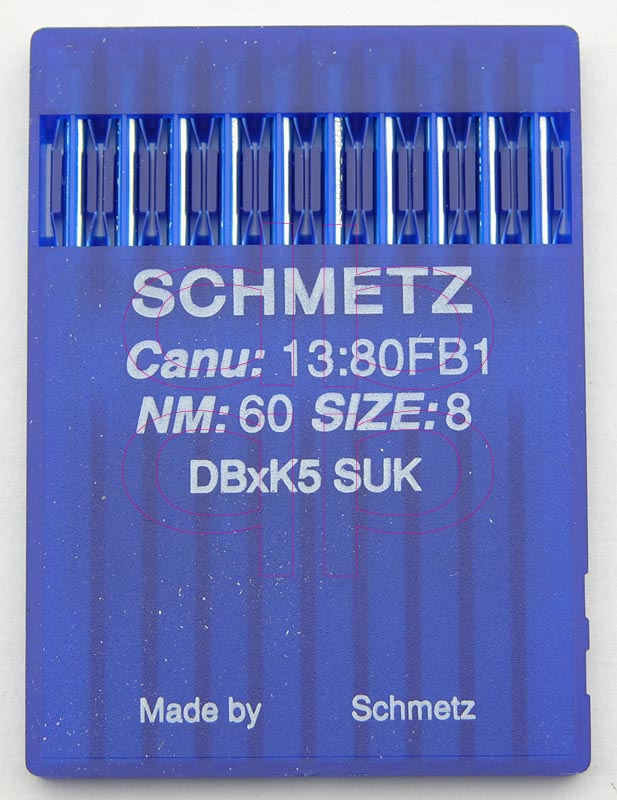 SCHMETZ
Canu: 13:80FB1
NM: 60 SIZE: 8
DBxK5 SUK
Made by Schmetz